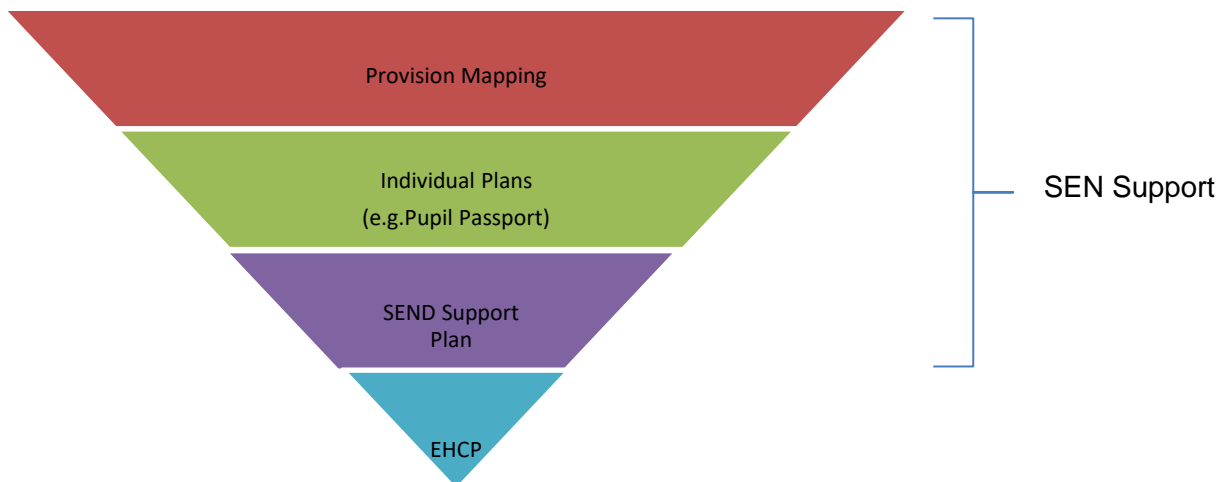 Provision Mapping
Individual Plans
(e.g.Pupil Passport)
SEN Support
SEND Support
Plan
EHCP